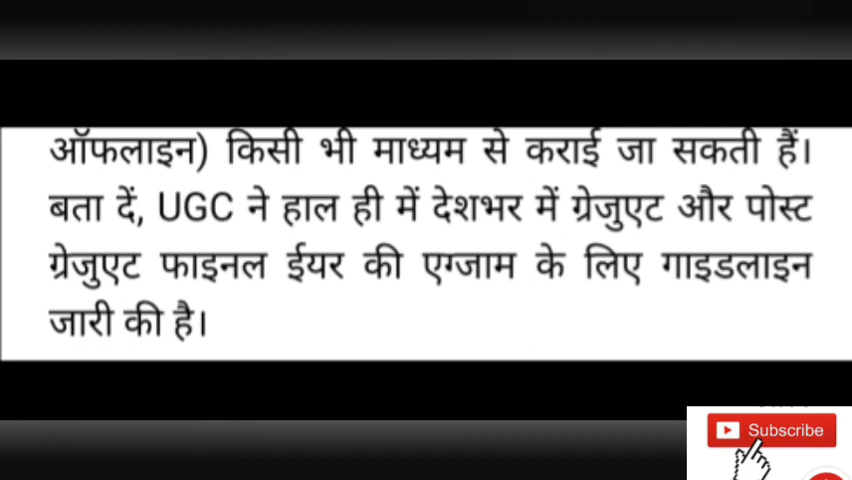 ऑफलाइन) किसी भी माध्यम से कराई जा सकती हैं।
बता दें, UGC ने हाल ही में देशभर में ग्रेजुएट और पोस्ट
ग्रेजुएट फाइनल ईयर की एग्जाम के लिए गाइडलाइन
जारी की है।
Subscribe